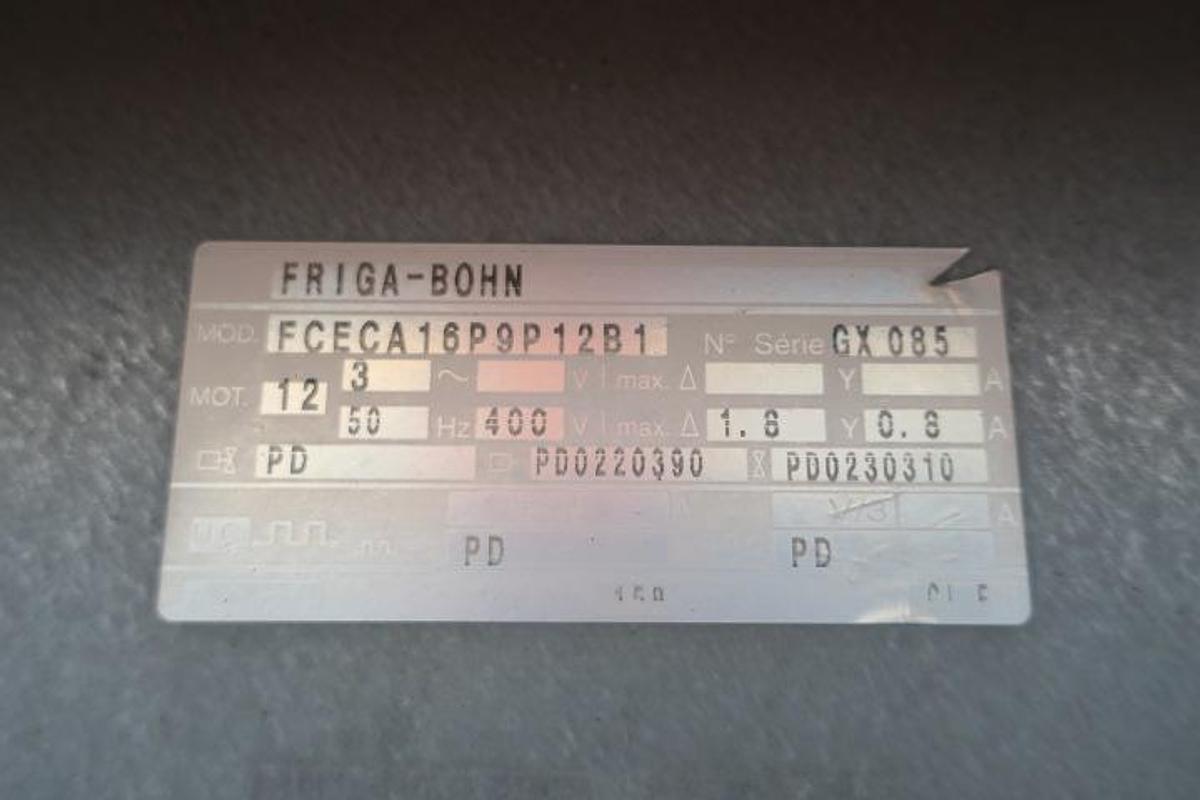 FRIGA-BOHN
MOD. FCECA16P9P12B1 N° Série GX 085
MOT. 12 3 ~ V I max. Δ Y A
50 Hz 400 V I max. Δ 1.8 Y 0.8 A
PD PD0220390 PD0230310
A
PD PD